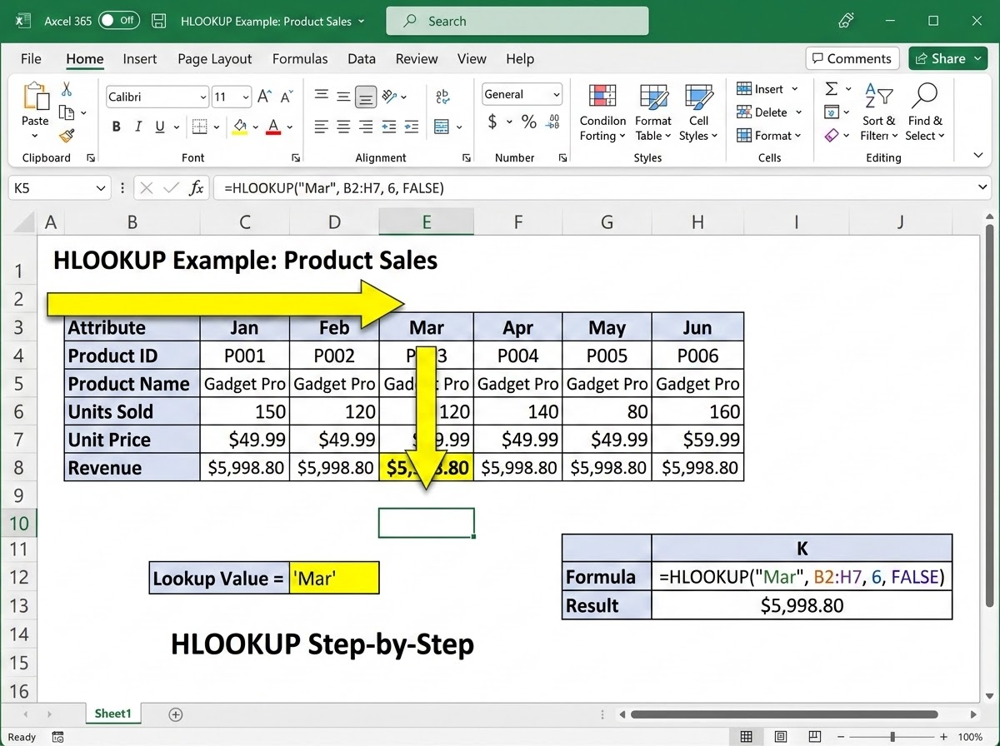 Axcel 365 Off HLOOKUP Example: Product Sales Search
File Home Insert Page Layout Formulas Data Review View Help Comments Share
Paste Calibri 11 A A General Condilon Format Cell Insert Σ Sort & Find &
B I U A ab $ % Forting Table Styles Delete Filterr Select
Format
Clipboard Font Alignment Number Styles Cells Editing
K5 fx =HLOOKUP("Mar", B2:H7, 6, FALSE)
A B C D E F G H I J
1 HLOOKUP Example: Product Sales
2
3 Attribute Jan Feb Mar Apr May Jun
4 Product ID P001 P002 P 3 P004 P005 P006
5 Product Name Gadget Pro Gadget Pro Gad Pro Gadget Pro Gadget Pro Gadget Pro
6 Units Sold 150 120 120 140 80 160
7 Unit Price $49.99 $49.99 $ 9.99 $49.99 $49.99 $59.99
8 Revenue $5,998.80 $5,998.80 $5, 8.80 $5,998.80 $5,998.80 $5,998.80
9
10
11 K
12 Lookup Value = 'Mar' Formula =HLOOKUP("Mar", B2:H7, 6, FALSE)
13 Result $5,998.80
14 HLOOKUP Step-by-Step
15
16
Sheet1
Ready 100%